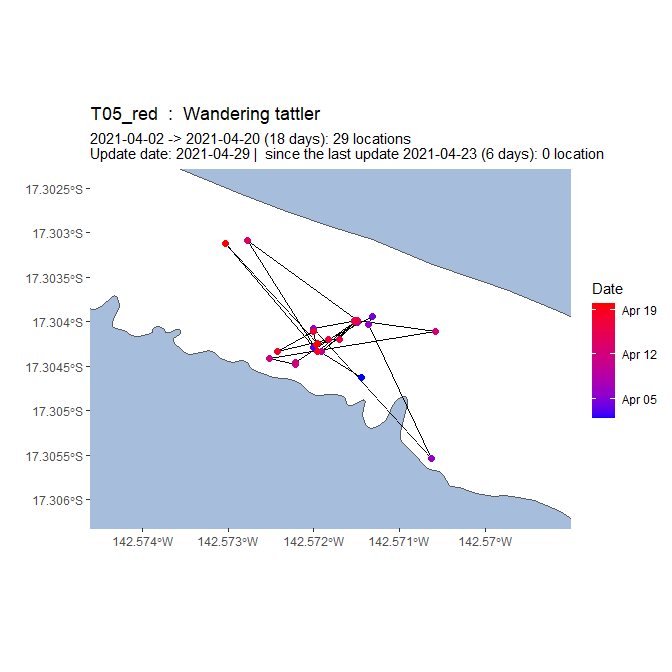 T05_red : Wandering tattler
2021-04-02 -> 2021-04-20 (18 days): 29 locations
Update date: 2021-04-29 | since the last update 2021-04-23 (6 days): 0 location
17.3025°S
17.303°S
17.3035°S
17.304°S
17.3045°S
17.305°S
17.3055°S
17.306°S
142.574°W
142.573°W
142.572°W
142.571°W
142.57°W
Date
Apr 19
Apr 12
Apr 05